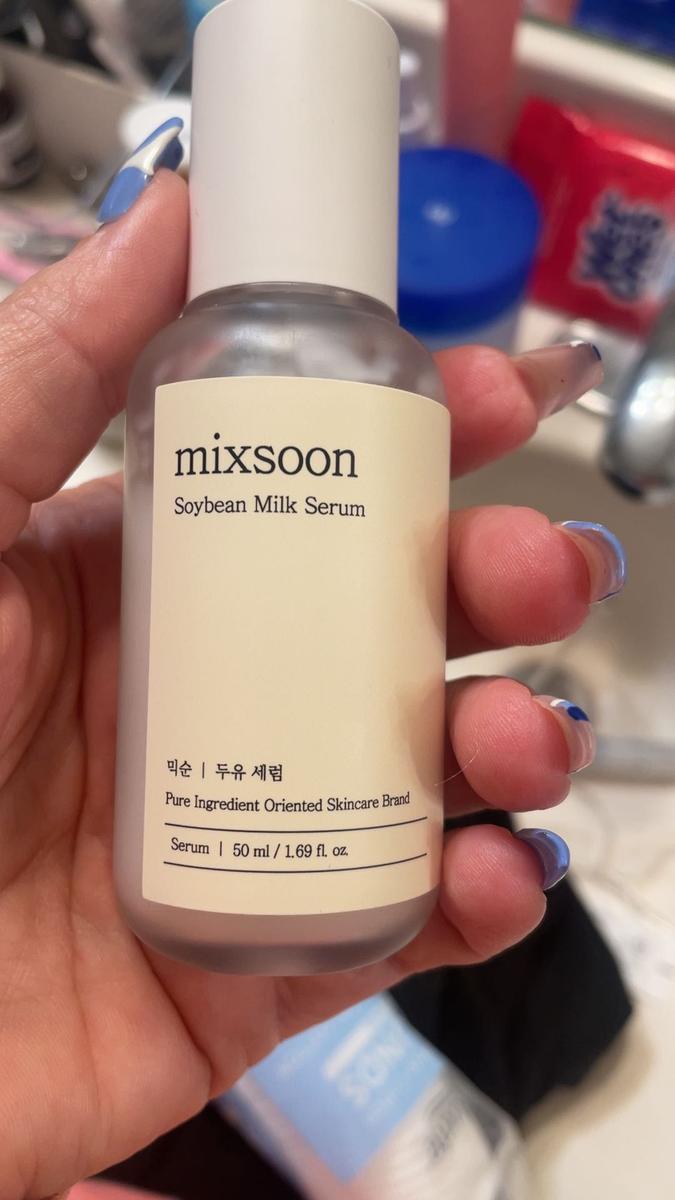 mixsoon
Soybean Milk Serum
믹순 | 두유 세럼
Pure Ingredient Oriented Skincare Brand
Serum | 50 ml / 1.69 fl. oz.